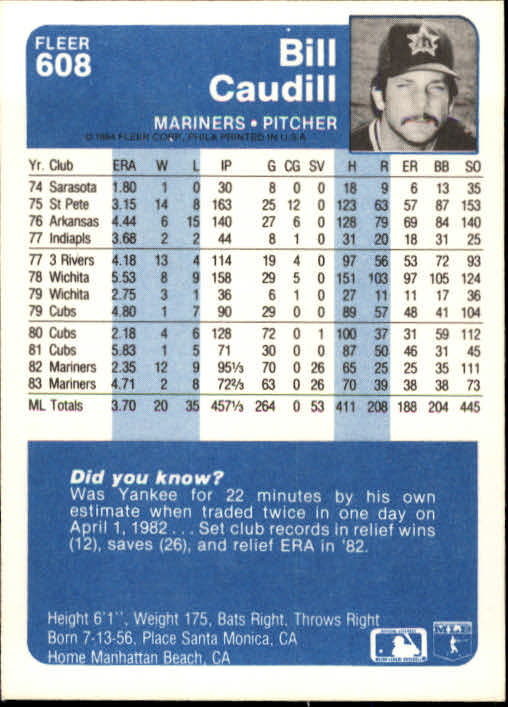 FLEER
608
Bill
Caudill
MARINERS • PITCHER
© 1984 FLEER CORP., PHILA PRINTED IN U.S.A.
Yr. Club ERA W L IP G CG SV H R ER BB SO
74 Sarasota 1.80 1 0 30 8 0 0 18 9 6 13 35
75 St Pete 3.15 14 8 163 25 12 0 123 63 57 87 153
76 Arkansas 4.44 6 15 140 27 6 0 128 79 69 84 140
77 Indiapls 3.68 2 2 44 8 1 0 31 20 18 31 25
77 3 Rivers 4.18 13 4 114 19 4 0 97 56 53 72 93
78 Wichita 5.53 8 9 158 29 5 0 151 103 97 105 124
79 Wichita 2.75 3 1 36 6 1 0 27 11 11 17 36
79 Cubs 4.80 1 7 90 29 0 0 89 57 48 41 104
80 Cubs 2.18 4 6 128 72 0 1 100 37 31 59 112
81 Cubs 5.83 1 5 71 30 0 0 87 50 46 31 45
82 Mariners 2.35 12 9 95⅓ 70 0 26 65 25 25 35 111
83 Mariners 4.71 2 8 72⅔ 63 0 26 70 39 38 38 73
ML Totals 3.70 20 35 457⅓ 264 0 53 411 208 188 204 445
Did you know?
Was Yankee for 22 minutes by his own
estimate when traded twice in one day on
April 1, 1982 . . . Set club records in relief wins
(12), saves (26), and relief ERA in '82.
Height 6'1'', Weight 175, Bats Right, Throws Right
Born 7-13-56, Place Santa Monica, CA
Home Manhattan Beach, CA